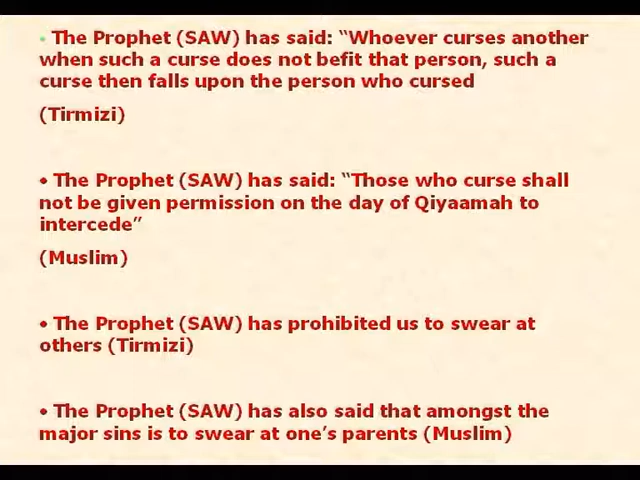 • The Prophet (SAW) has said: “Whoever curses another
when such a curse does not befit that person, such a
curse then falls upon the person who cursed
(Tirmizi)
• The Prophet (SAW) has said: “Those who curse shall
not be given permission on the day of Qiyaamah to
intercede”
(Muslim)
• The Prophet (SAW) has prohibited us to swear at
others (Tirmizi)
• The Prophet (SAW) has also said that amongst the
major sins is to swear at one’s parents (Muslim)